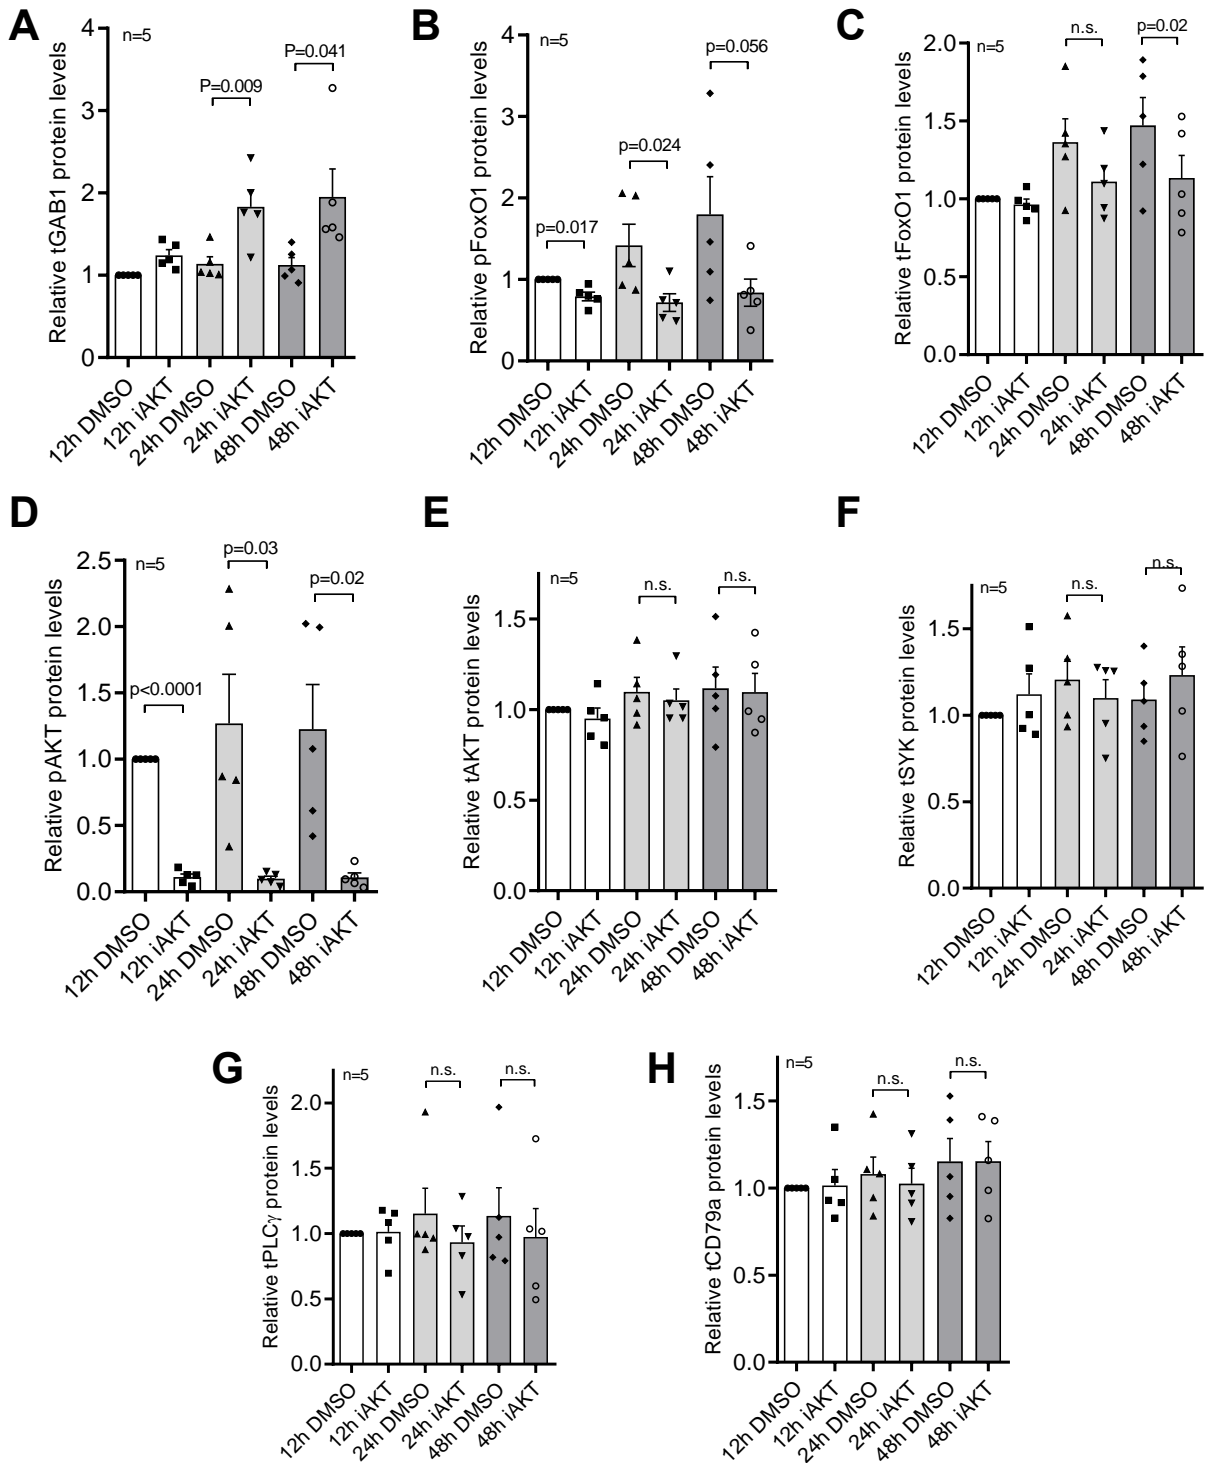 A
n=5
P=0.009
P=0.041
Relative tGAB1 protein levels
4
3
2
1
0
12h DMSO
12h iAKT
24h DMSO
24h iAKT
48h DMSO
48h iAKT
B
n=5
p=0.017
p=0.024
p=0.056
Relative pFoxO1 protein levels
4
3
2
1
0
12h DMSO
12h iAKT
24h DMSO
24h iAKT
48h DMSO
48h iAKT
C
n=5
n.s.
p=0.02
Relative tFoxO1 protein levels
2.0
1.5
1.0
0.5
0.0
12h DMSO
12h iAKT
24h DMSO
24h iAKT
48h DMSO
48h iAKT
D
n=5
p<0.0001
p=0.03
p=0.02
Relative pAKT protein levels
2.5
2.0
1.5
1.0
0.5
0.0
12h DMSO
12h iAKT
24h DMSO
24h iAKT
48h DMSO
48h iAKT
E
n=5
n.s.
n.s.
Relative tAKT protein levels
1.5
1.0
0.5
0.0
12h DMSO
12h iAKT
24h DMSO
24h iAKT
48h DMSO
48h iAKT
F
n=5
n.s.
n.s.
Relative tSYK protein levels
1.5
1.0
0.5
0.0
12h DMSO
12h iAKT
24h DMSO
24h iAKT
48h DMSO
48h iAKT
G
n=5
n.s.
n.s.
Relative tPLCγ protein levels
2.0
1.5
1.0
0.5
0.0
12h DMSO
12h iAKT
24h DMSO
24h iAKT
48h DMSO
48h iAKT
H
n=5
n.s.
n.s.
Relative tCD79a protein levels
1.5
1.0
0.5
0.0
12h DMSO
12h iAKT
24h DMSO
24h iAKT
48h DMSO
48h iAKT